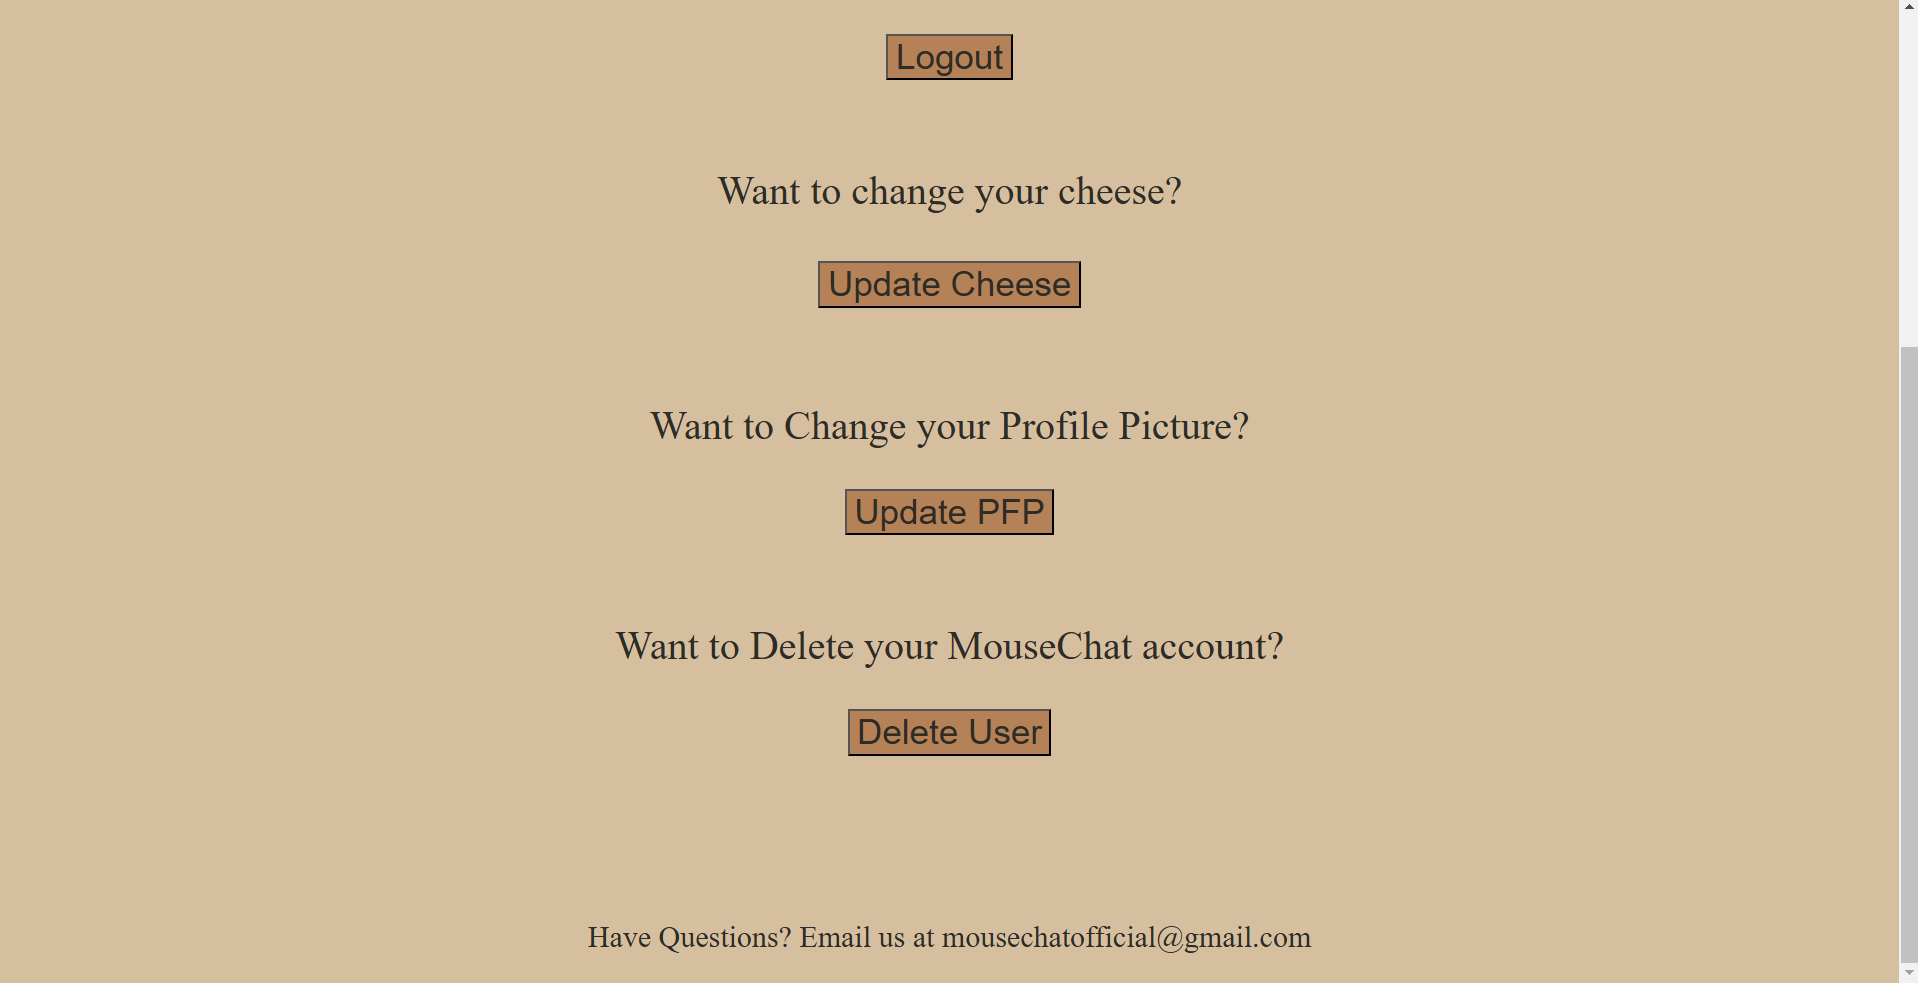 Logout
Want to change your cheese?
Update Cheese
Want to Change your Profile Picture?
Update PFP
Want to Delete your MouseChat account?
Delete User
Have Questions? Email us at mousechatofficial@gmail.com